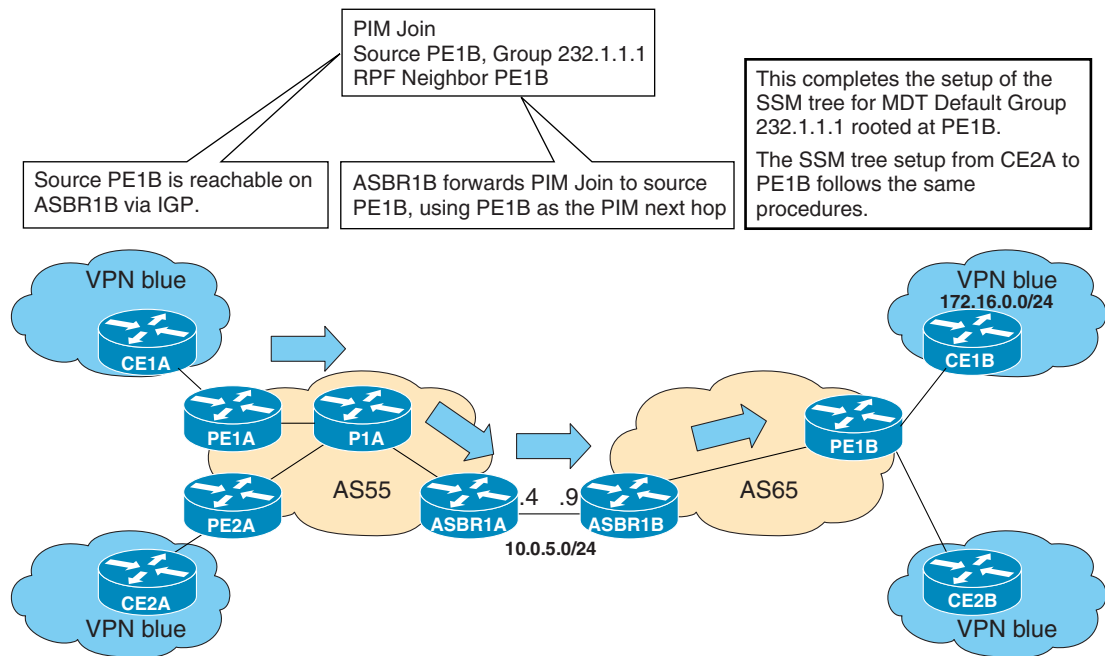 PIM Join
Source PE1B, Group 232.1.1.1
RPF Neighbor PE1B
This completes the setup of the
SSM tree for MDT Default Group
232.1.1.1 rooted at PE1B.
The SSM tree setup from CE2A to
PE1B follows the same
procedures.
Source PE1B is reachable on
ASBR1B via IGP.
ASBR1B forwards PIM Join to source
PE1B, using PE1B as the PIM next hop
VPN blue
CE1A
VPN blue
172.16.0.0/24
CE1B
PE1A
P1A
PE1B
PE2A
AS55
ASBR1A
.4
.9
ASBR1B
AS65
10.0.5.0/24
CE2A
VPN blue
CE2B
VPN blue